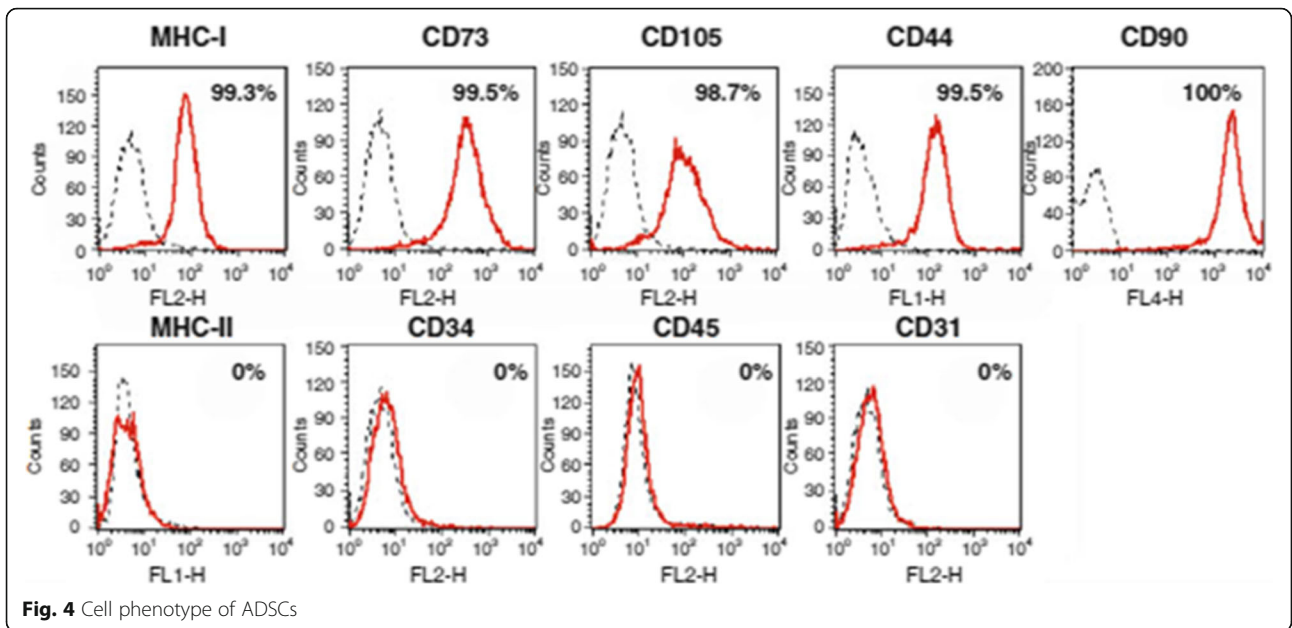 MHC-I CD73 CD105 CD44 CD90
99.3% 99.5% 98.7% 99.5% 100%
Counts Counts Counts Counts Counts
150 120 90 60 30 0
150 120 90 60 30 0
150 120 90 60 30 0
150 120 90 60 30 0
200 160 120 80 40 0
10⁰ 10¹ 10² 10³ 10⁴
10⁰ 10¹ 10² 10³ 10⁴
10⁰ 10¹ 10² 10³ 10⁴
10⁰ 10¹ 10² 10³ 10⁴
10⁰ 10¹ 10² 10³ 10⁴
FL2-H FL2-H FL2-H FL1-H FL4-H
MHC-II CD34 CD45 CD31
0% 0% 0% 0%
Counts Counts Counts Counts
150 120 90 60 30 0
150 120 90 60 30 0
150 120 90 60 30 0
150 120 90 60 30 0
10⁰ 10¹ 10² 10³ 10⁴
10⁰ 10¹ 10² 10³ 10⁴
10⁰ 10¹ 10² 10³ 10⁴
10⁰ 10¹ 10² 10³ 10⁴
FL1-H FL2-H FL2-H FL2-H
Fig. 4 Cell phenotype of ADSCs